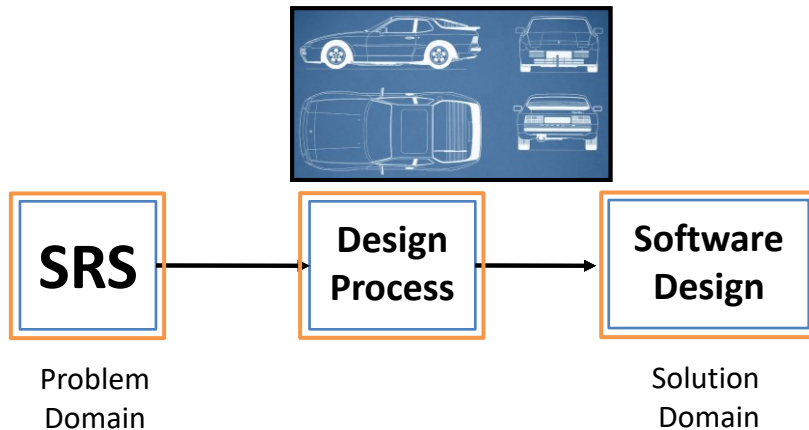 SRS
Design
Process
Software
Design
Problem
Domain
Solution
Domain